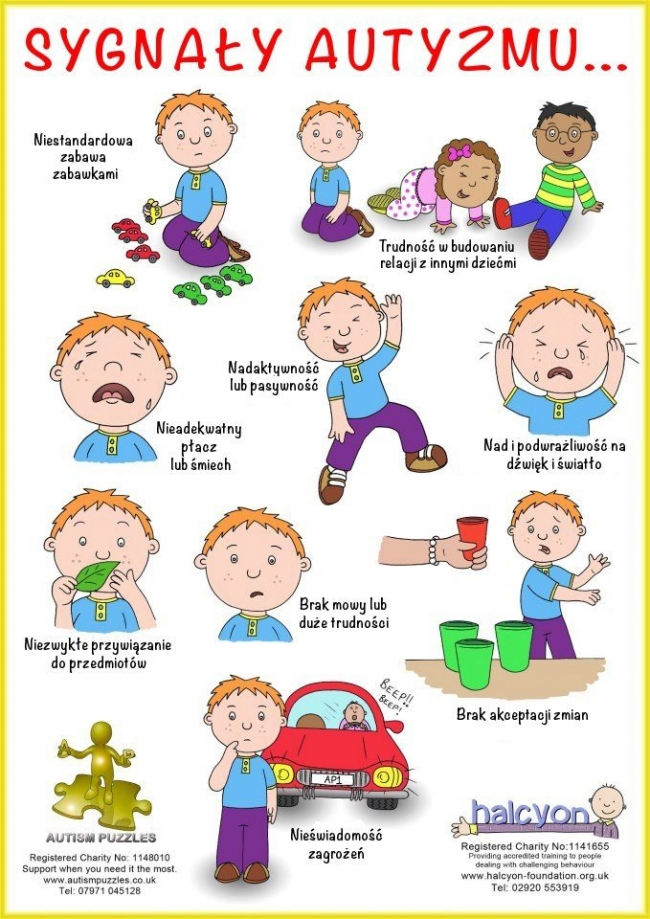 SYGNAŁY AUTYZMU...
Niestandardowa
zabawa
zabawkami
Trudność w budowaniu
relacji z innymi dziećmi
Nadaktywność
lub pasywność
Nieadekwatny
płacz
lub śmiech
Nad i podwrażliwość na
dźwięk i światło
Niezwykłe przywiązanie
do przedmiotów
Brak mowy lub
duże trudności
Brak akceptacji zmian
BEEP!!
BEEP!
AP1
Nieświadomość
zagrożeń
AUTISM PUZZLES
Registered Charity No: 1148010
Support when you need it the most.
www.autismpuzzles.co.uk
Tel: 07971 045128
halcyon
Registered Charity No:1141655
Providing accredited training to people
dealing with challenging behaviour
www.halcyon-foundation.org.uk
Tel: 02920 553919